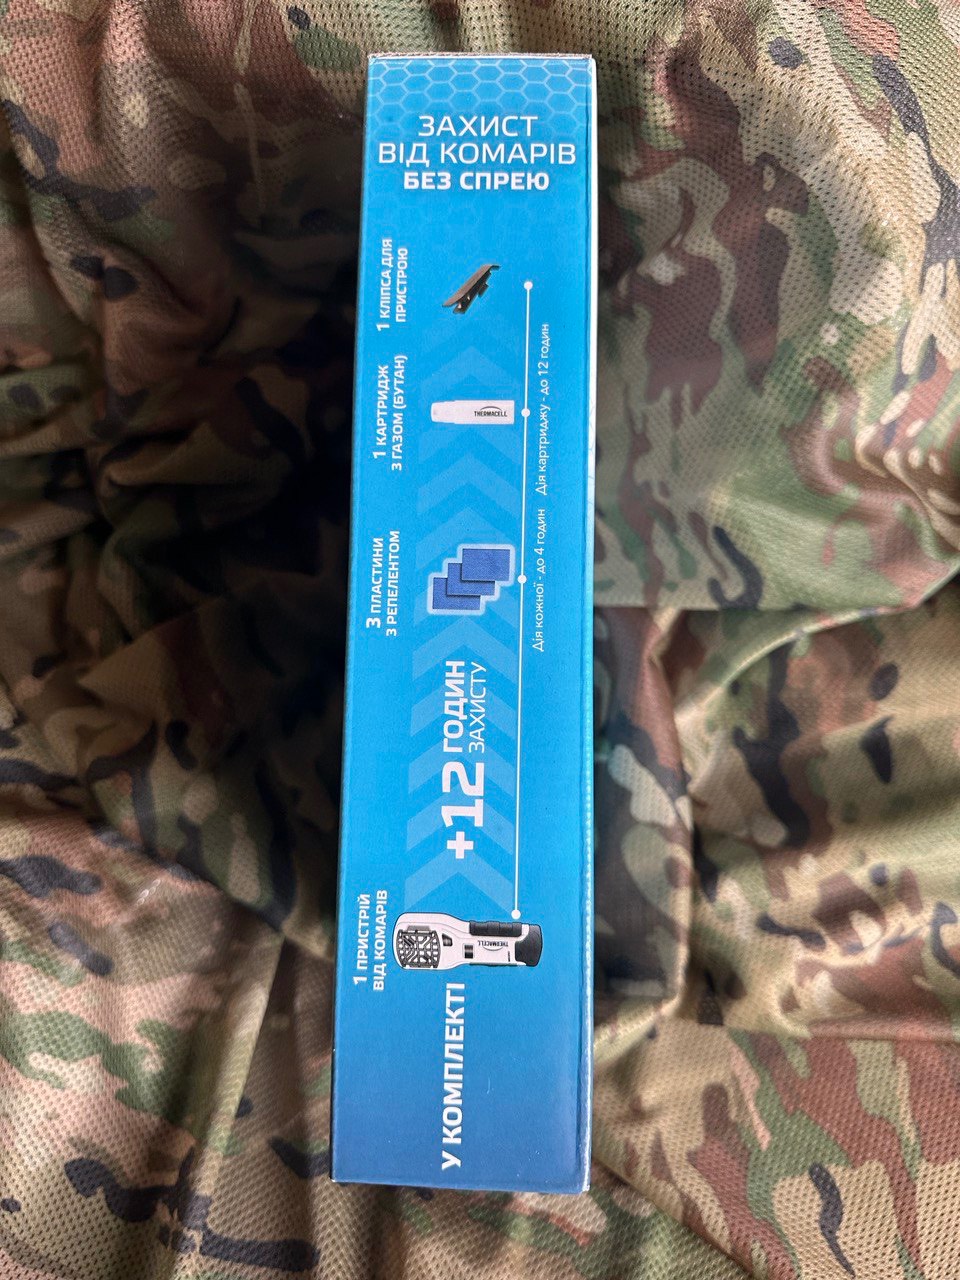 ЗАХИСТ
ВІД КОМАРІВ
БЕЗ СПРЕЮ
У КОМПЛЕКТІ
1 ПРИСТРІЙ
ВІД КОМАРІВ
THERMACELL
+12 ГОДИН
ЗАХИСТУ
3 ПЛАСТИНИ
З РЕПЕЛЕНТОМ
Дія кожної - до 4 годин
1 КАРТРИДЖ
З ГАЗОМ (БУТАН)
THERMACELL
Дія картриджу - до 12 годин
1 КЛІПСА ДЛЯ
ПРИСТРОЮ